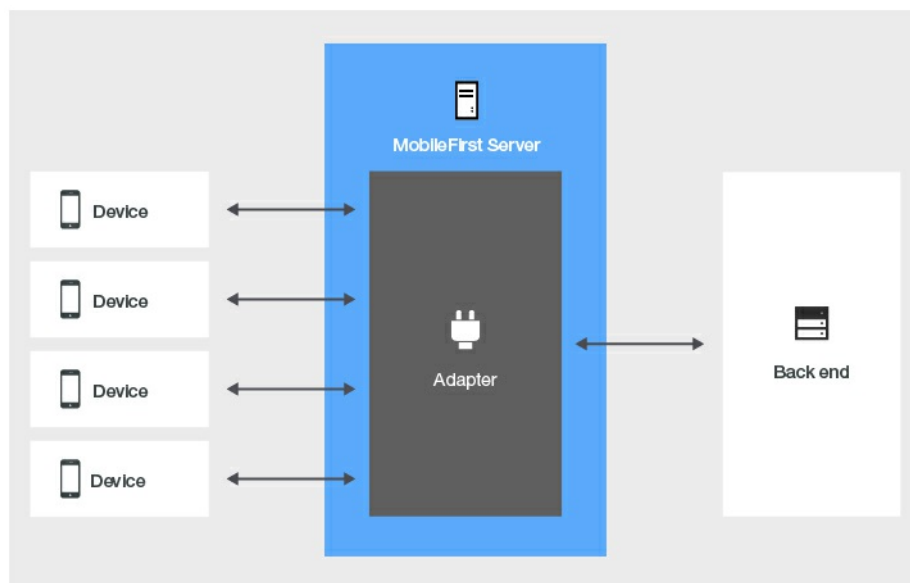 MobileFirst Server
Device
Device
Device
Device
Adapter
Back end